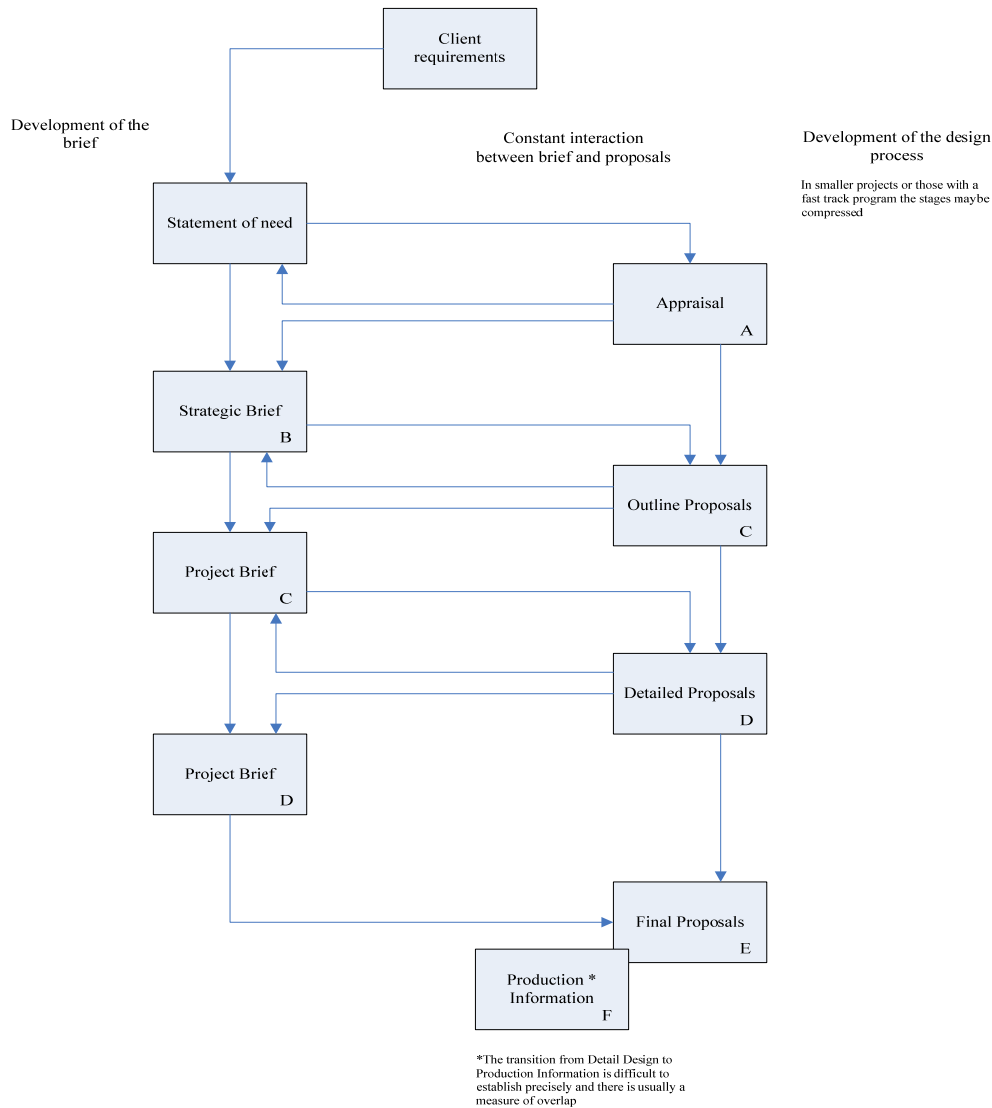 Client
requirements
Development of the
brief
Constant interaction
between brief and proposals
Development of the design
process
In smaller projects or those with a
fast track program the stages maybe
compressed
Statement of need
Appraisal
A
Strategic Brief
B
Outline Proposals
C
Project Brief
C
Detailed Proposals
D
Project Brief
D
Final Proposals
E
Production *
Information
F
*The transition from Detail Design to
Production Information is difficult to
establish precisely and there is usually a
measure of overlap